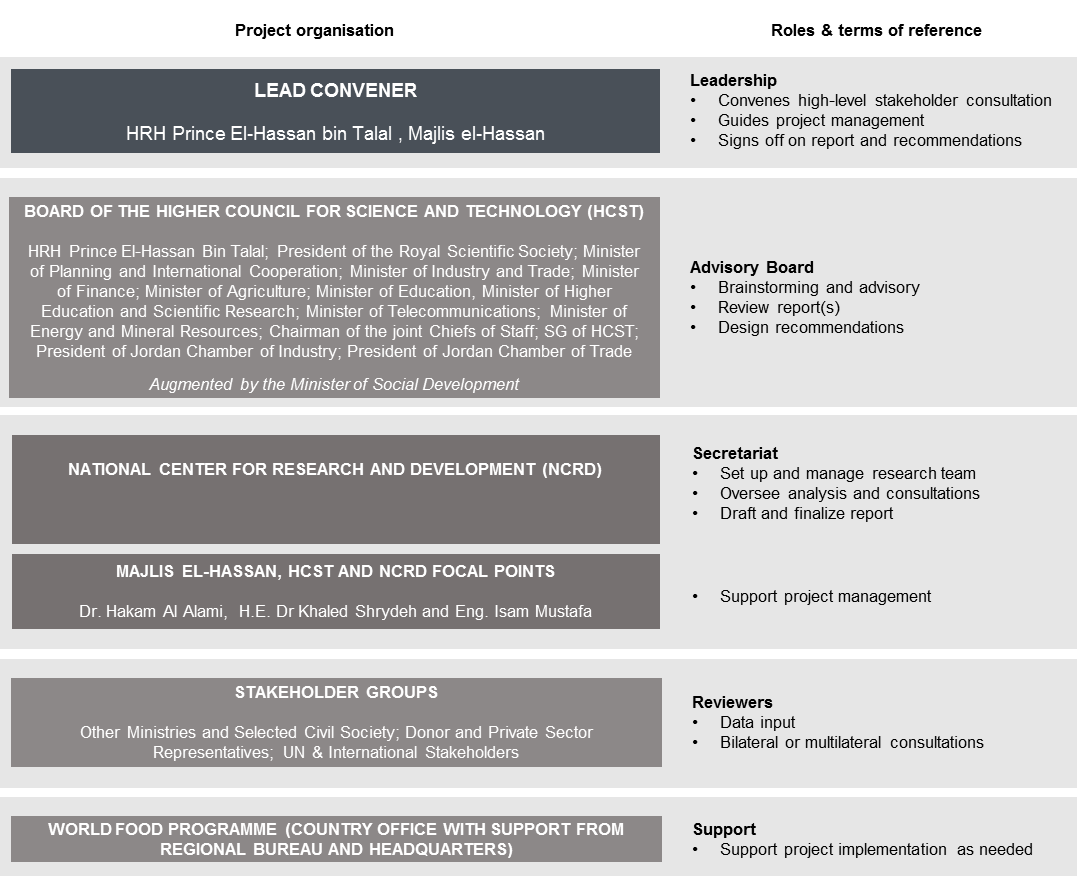 Project organisation
Roles & terms of reference
LEAD CONVENER
HRH Prince El-Hassan bin Talal , Majlis el-Hassan
Leadership
• Convenes high-level stakeholder consultation
• Guides project management
• Signs off on report and recommendations
BOARD OF THE HIGHER COUNCIL FOR SCIENCE AND TECHNOLOGY (HCST)
HRH Prince El-Hassan Bin Talal; President of the Royal Scientific Society; Minister
of Planning and International Cooperation; Minister of Industry and Trade; Minister
of Finance; Minister of Agriculture; Minister of Education, Minister of Higher
Education and Scientific Research; Minister of Telecommunications; Minister of
Energy and Mineral Resources; Chairman of the joint Chiefs of Staff; SG of HCST;
President of Jordan Chamber of Industry; President of Jordan Chamber of Trade
Augmented by the Minister of Social Development
Advisory Board
• Brainstorming and advisory
• Review report(s)
• Design recommendations
NATIONAL CENTER FOR RESEARCH AND DEVELOPMENT (NCRD)
Secretariat
• Set up and manage research team
• Oversee analysis and consultations
• Draft and finalize report
MAJLIS EL-HASSAN, HCST AND NCRD FOCAL POINTS
Dr. Hakam Al Alami, H.E. Dr Khaled Shrydeh and Eng. Isam Mustafa
• Support project management
STAKEHOLDER GROUPS
Other Ministries and Selected Civil Society; Donor and Private Sector
Representatives; UN & International Stakeholders
Reviewers
• Data input
• Bilateral or multilateral consultations
WORLD FOOD PROGRAMME (COUNTRY OFFICE WITH SUPPORT FROM
REGIONAL BUREAU AND HEADQUARTERS)
Support
• Support project implementation as needed